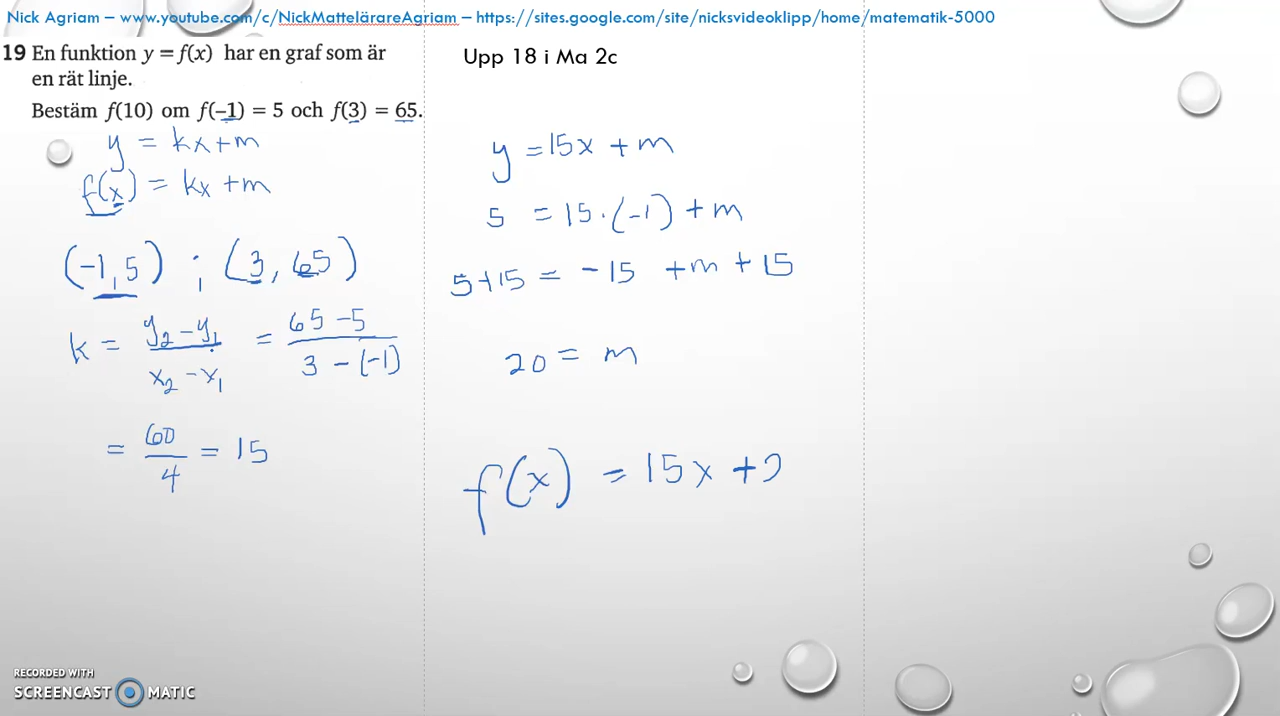 Nick Agriam – www.youtube.com/c/NickMattelärareAgriam – https://sites.google.com/site/nicksvideoklipp/home/matematik-5000
19 En funktion y = f(x) har en graf som är
en rät linje.
Bestäm f(10) om f(–1) = 5 och f(3) = 65.
y = kx+m
f(x) = kx +m
(-1,5) ; (3, 65)
k = y₂-y₁ / x₂-x₁ = 65-5 / 3-(-1)
= 60/4 = 15
Upp 18 i Ma 2c
y =15x +m
5 = 15·(-1) +m
5+15 = -15 +m +15
20 = m
f(x) = 15x +2
RECORDED WITH
SCREENCAST MATIC